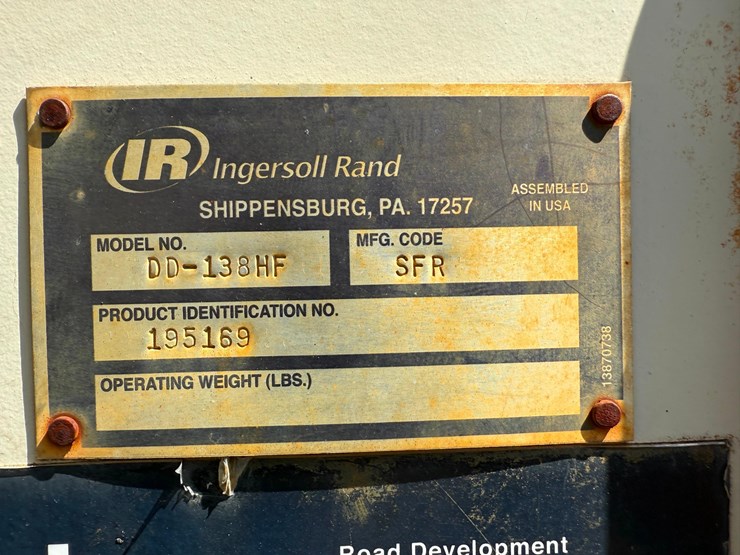 IR Ingersoll Rand
SHIPPENSBURG, PA. 17257
ASSEMBLED
IN USA
MODEL NO.
DD-138HF
MFG. CODE
SFR
PRODUCT IDENTIFICATION NO.
195169
OPERATING WEIGHT (LBS.)
13870738
Road Development